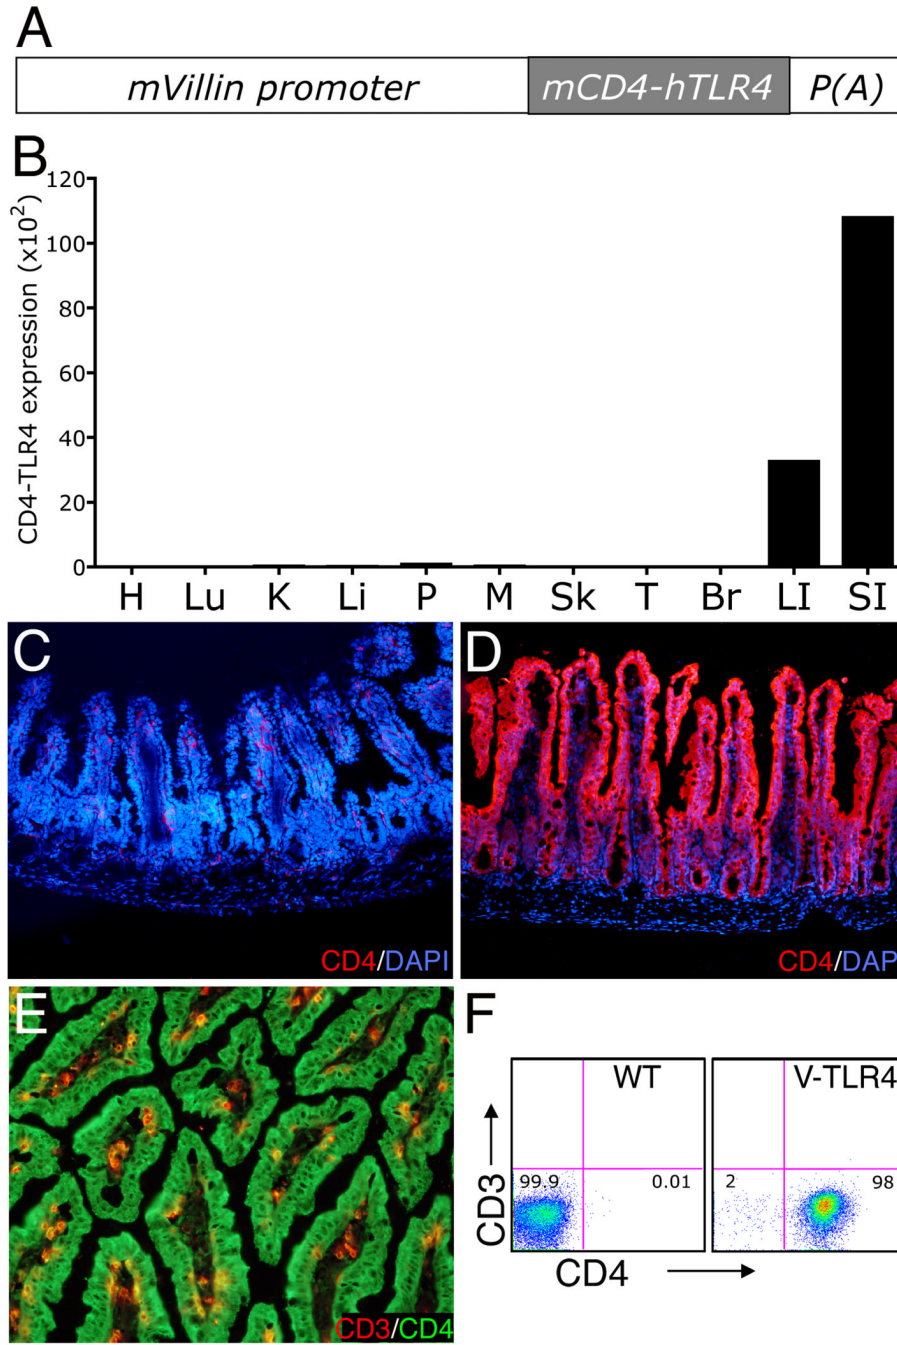 A
mVillin promoter mCD4-hTLR4 P(A)
B
CD4-TLR4 expression (x10²)
120
100
80
60
40
20
0
H Lu K Li P M Sk T Br LI SI
C
CD4/DAPI
D
CD4/DAP
E
CD3/CD4
F
WT
V-TLR4
99.9 0.01
2 98
CD3
CD4